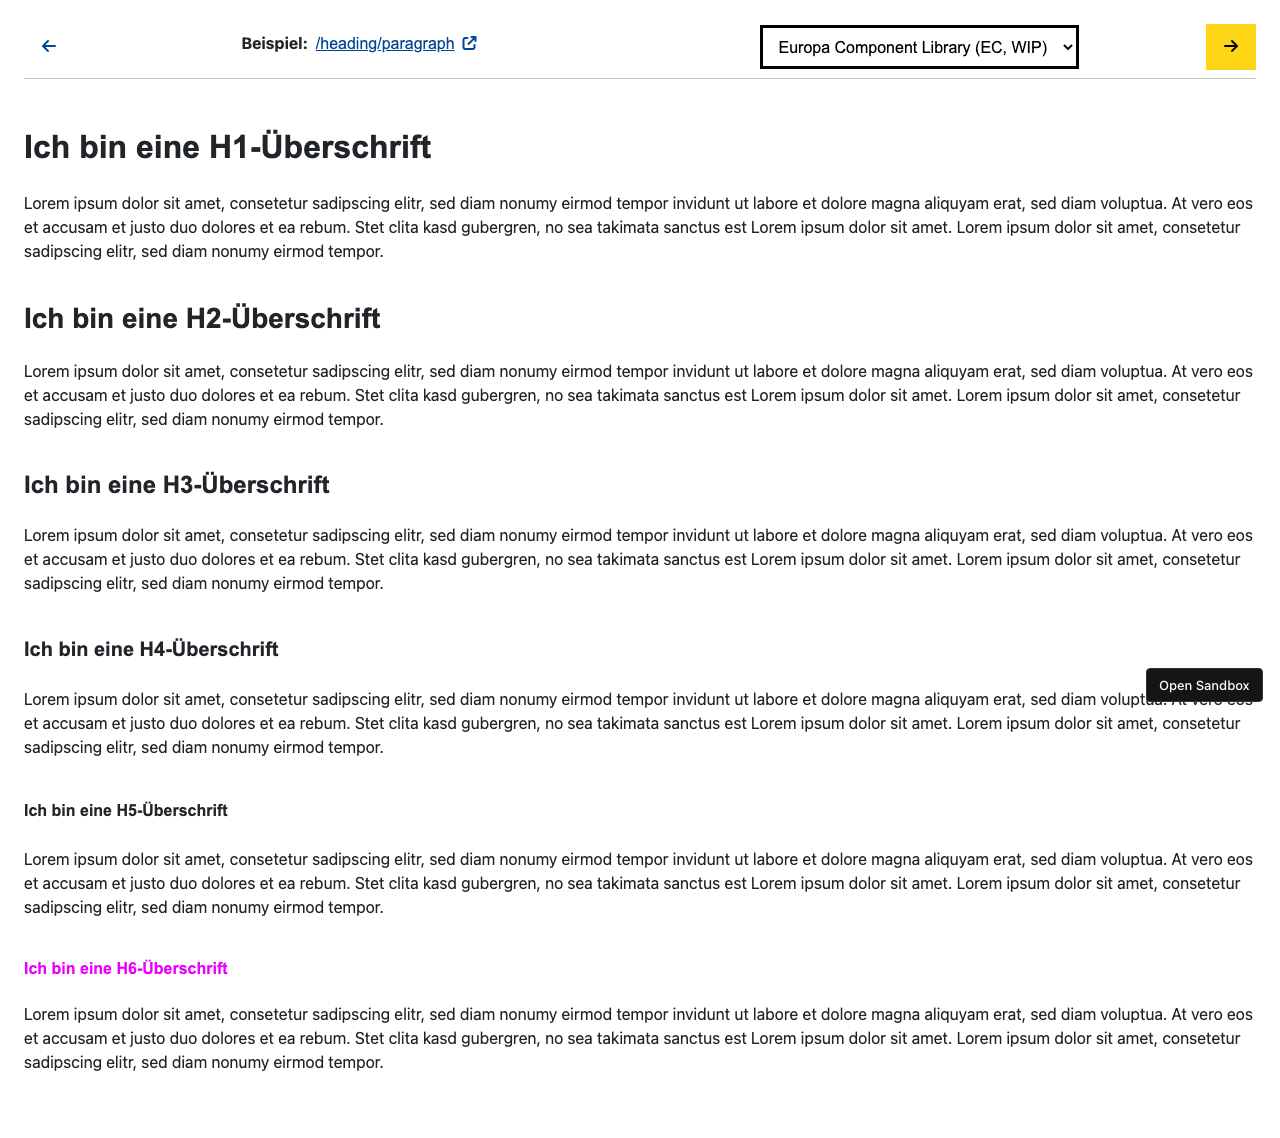 Beispiel: /heading/paragraph
Europa Component Library (EC, WIP)
Ich bin eine H1-Überschrift
Lorem ipsum dolor sit amet, consetetur sadipscing elitr, sed diam nonumy eirmod tempor invidunt ut labore et dolore magna aliquyam erat, sed diam voluptua. At vero eos
et accusam et justo duo dolores et ea rebum. Stet clita kasd gubergren, no sea takimata sanctus est Lorem ipsum dolor sit amet. Lorem ipsum dolor sit amet, consetetur
sadipscing elitr, sed diam nonumy eirmod tempor.
Ich bin eine H2-Überschrift
Lorem ipsum dolor sit amet, consetetur sadipscing elitr, sed diam nonumy eirmod tempor invidunt ut labore et dolore magna aliquyam erat, sed diam voluptua. At vero eos
et accusam et justo duo dolores et ea rebum. Stet clita kasd gubergren, no sea takimata sanctus est Lorem ipsum dolor sit amet. Lorem ipsum dolor sit amet, consetetur
sadipscing elitr, sed diam nonumy eirmod tempor.
Ich bin eine H3-Überschrift
Lorem ipsum dolor sit amet, consetetur sadipscing elitr, sed diam nonumy eirmod tempor invidunt ut labore et dolore magna aliquyam erat, sed diam voluptua. At vero eos
et accusam et justo duo dolores et ea rebum. Stet clita kasd gubergren, no sea takimata sanctus est Lorem ipsum dolor sit amet. Lorem ipsum dolor sit amet, consetetur
sadipscing elitr, sed diam nonumy eirmod tempor.
Ich bin eine H4-Überschrift
Open Sandbox
Lorem ipsum dolor sit amet, consetetur sadipscing elitr, sed diam nonumy eirmod tempor invidunt ut labore et dolore magna aliquyam erat, sed diam voluptua. At vero eos
et accusam et justo duo dolores et ea rebum. Stet clita kasd gubergren, no sea takimata sanctus est Lorem ipsum dolor sit amet. Lorem ipsum dolor sit amet, consetetur
sadipscing elitr, sed diam nonumy eirmod tempor.
Ich bin eine H5-Überschrift
Lorem ipsum dolor sit amet, consetetur sadipscing elitr, sed diam nonumy eirmod tempor invidunt ut labore et dolore magna aliquyam erat, sed diam voluptua. At vero eos
et accusam et justo duo dolores et ea rebum. Stet clita kasd gubergren, no sea takimata sanctus est Lorem ipsum dolor sit amet. Lorem ipsum dolor sit amet, consetetur
sadipscing elitr, sed diam nonumy eirmod tempor.
Ich bin eine H6-Überschrift
Lorem ipsum dolor sit amet, consetetur sadipscing elitr, sed diam nonumy eirmod tempor invidunt ut labore et dolore magna aliquyam erat, sed diam voluptua. At vero eos
et accusam et justo duo dolores et ea rebum. Stet clita kasd gubergren, no sea takimata sanctus est Lorem ipsum dolor sit amet. Lorem ipsum dolor sit amet, consetetur
sadipscing elitr, sed diam nonumy eirmod tempor.